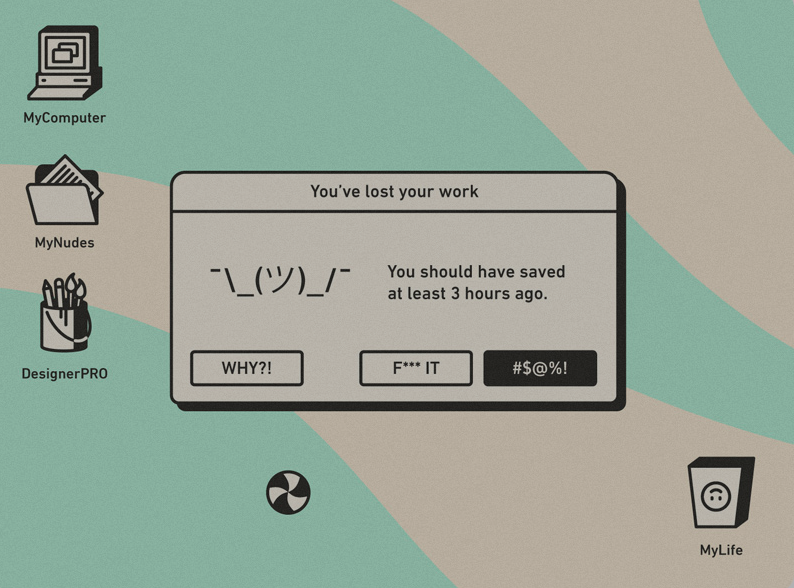 MyComputer
MyNudes
DesignerPRO
You’ve lost your work
¯\_(ツ)_/¯
You should have saved
at least 3 hours ago.
WHY?!
F*** IT
#$@%!
MyLife